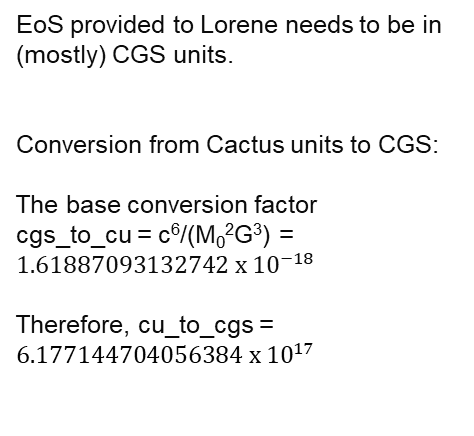 EoS provided to Lorene needs to be in
(mostly) CGS units.
Conversion from Cactus units to CGS:
The base conversion factor
cgs_to_cu = c⁶/(M₀²G³) =
1.61887093132742 x 10⁻¹⁸
Therefore, cu_to_cgs =
6.177144704056384 x 10¹⁷